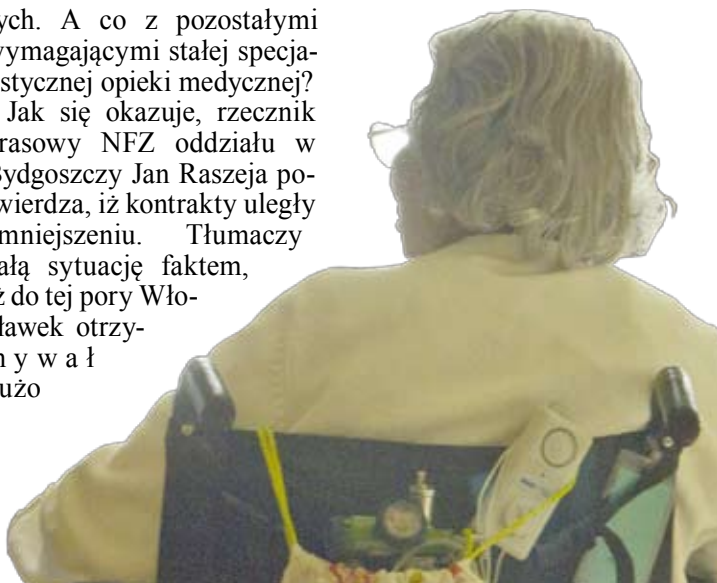 ych. A co z pozostałymi
wymagającymi stałej specja-
stycznej opieki medycznej?
Jak się okazuje, rzecznik
rasowy NFZ oddziału w
Bydgoszczy Jan Raszeja po-
wierdza, iż kontrakty uległy
mniejszeniu. Tłumaczy
ałą sytuację faktem,
ż do tej pory Wło-
ławek otrzy-
m y w a ł
użo